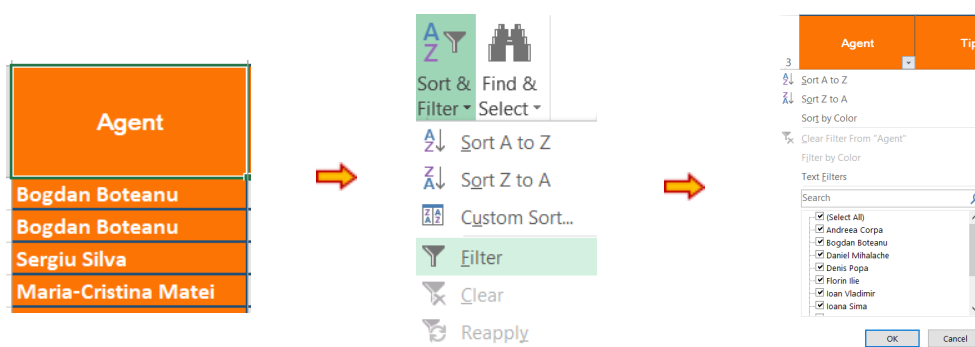 Agent
Bogdan Boteanu
Bogdan Boteanu
Sergiu Silva
Maria-Cristina Matei
A
Z
Sort & Find &
Filter Select
Sort A to Z
Sort Z to A
Custom Sort...
Filter
Clear
Reapply
Agent Tip
3
Sort A to Z
Sort Z to A
Sort by Color
Clear Filter From "Agent"
Filter by Color
Text Filters
Search
(Select All)
Andreea Corpa
Bogdan Boteanu
Daniel Mihalache
Denis Popa
Florin Ilie
Ioan Vladimir
Ioana Sima
OK Cancel